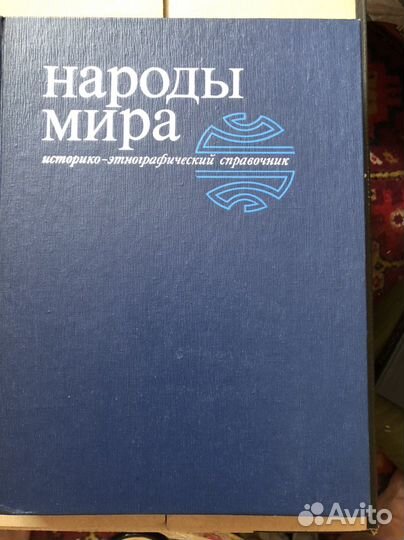 народы
мира
историко-этнографический справочник
Avito